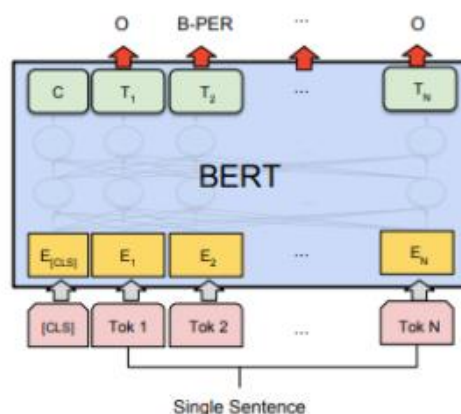 O B-PER ... O
C T1 T2 ... TN
BERT
E[CLS] E1 E2 ... EN
[CLS] Tok 1 Tok 2 ... Tok N
Single Sentence